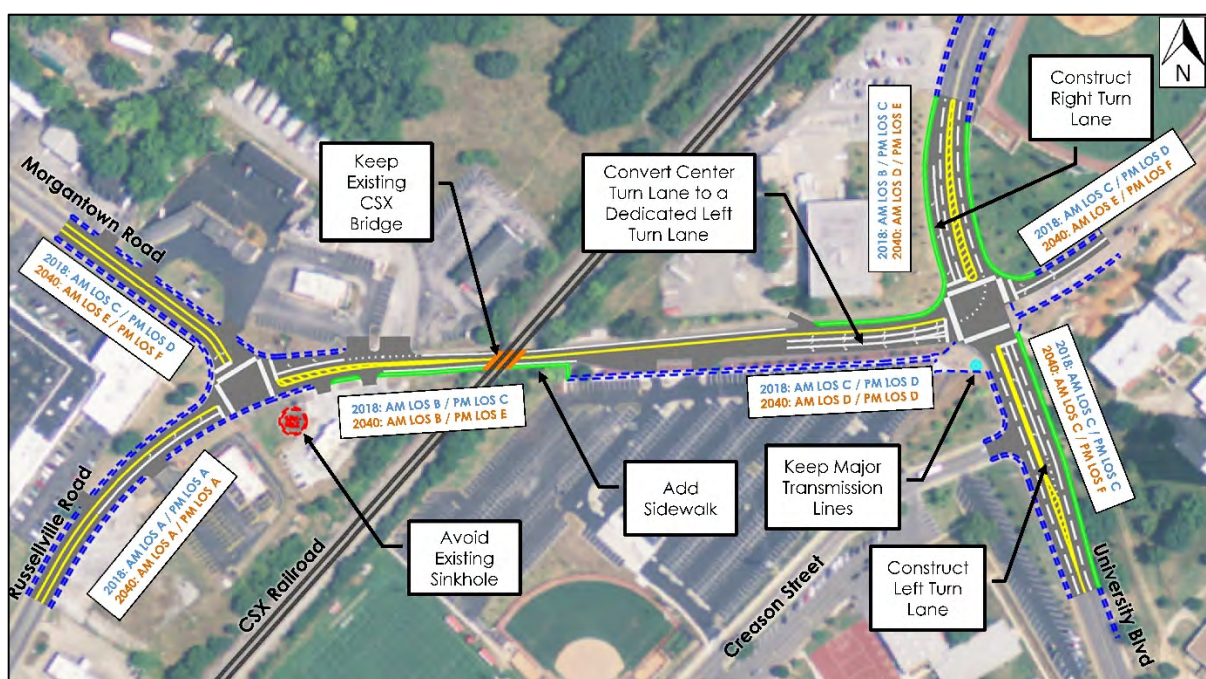 N
Construct
Right Turn
Lane
Keep
Existing
CSX
Bridge
Convert Center
Turn Lane to a
Dedicated Left
Turn Lane
2018: AM LOS B / PM LOS C
2040: AM LOS D / PM LOS E
2018: AM LOS C / PM LOS D
2040: AM LOS E / PM LOS F
Morgantown Road
2018: AM LOS C / PM LOS D
2040: AM LOS E / PM LOS F
2018: AM LOS B / PM LOS C
2040: AM LOS B / PM LOS E
2018: AM LOS C / PM LOS D
2040: AM LOS D / PM LOS D
2018: AM LOS C / PM LOS C
2040: AM LOS C / PM LOS F
Russellville Road
2018: AM LOS A / PM LOS A
2040: AM LOS A / PM LOS A
Avoid
Existing
Sinkhole
CSX Railroad
Add
Sidewalk
Keep Major
Transmission
Lines
Creason Street
Construct
Left Turn
Lane
University Blvd